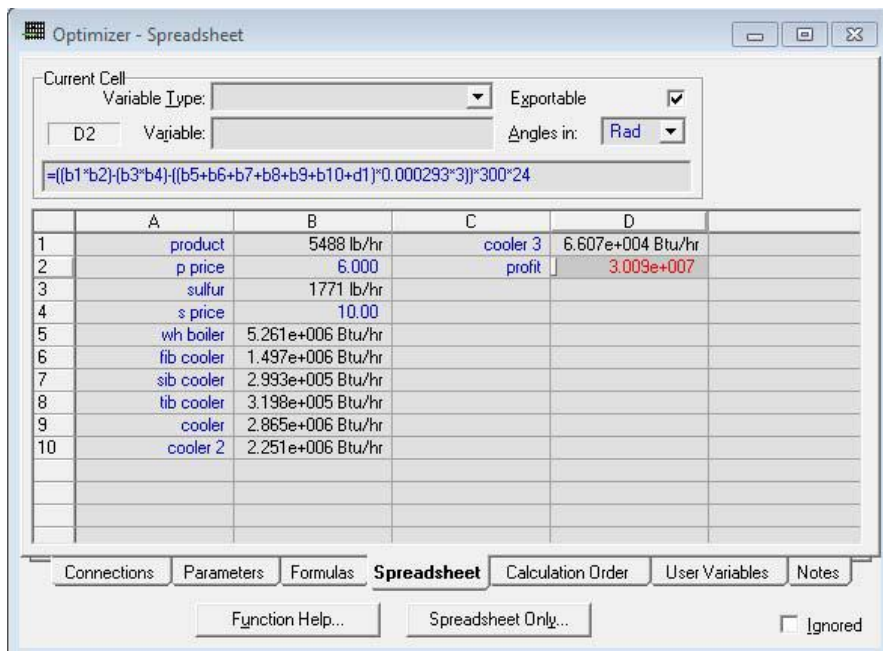 Optimizer - Spreadsheet
Current Cell
Variable Type:
Exportable
D2
Variable:
Angles in: Rad
=((b1*b2)-(b3*b4)-((b5+b6+b7+b8+b9+b10+d1)*0.000293*3))*300*24
A B C D
1 product 5488 lb/hr cooler 3 6.607e+004 Btu/hr
2 p price 6.000 profit 3.009e+007
3 sulfur 1771 lb/hr
4 s price 10.00
5 wh boiler 5.261e+006 Btu/hr
6 fib cooler 1.497e+006 Btu/hr
7 sib cooler 2.993e+005 Btu/hr
8 tib cooler 3.198e+005 Btu/hr
9 cooler 2.865e+006 Btu/hr
10 cooler 2 2.251e+006 Btu/hr
Connections Parameters Formulas Spreadsheet Calculation Order User Variables Notes
Function Help... Spreadsheet Only... Ignored